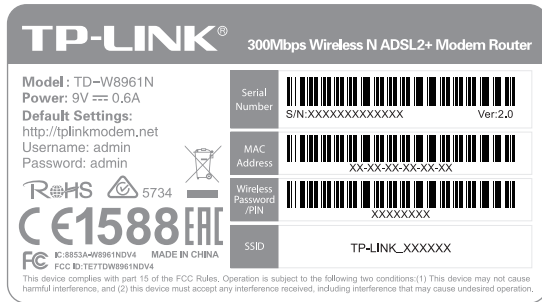 TP-LINK®
300Mbps Wireless N ADSL2+ Modem Router
Model : TD-W8961N
Power: 9V ⎓ 0.6A
Default Settings:
http://tplinkmodem.net
Username: admin
Password: admin
RoHS 5734
CE1588 EAC
FC IC:8853A-W8961NDV4 MADE IN CHINA
FCC ID:TE7TDW8961NDV4
Serial
Number
S/N:XXXXXXXXXXXXX Ver:2.0
MAC
Address
XX-XX-XX-XX-XX-XX
Wireless
Password
/PIN
XXXXXXXX
SSID
TP-LINK_XXXXXX
This device complies with part 15 of the FCC Rules, Operation is subject to the following two conditions:(1) This device may not cause
harmful interference, and (2) this device must accept any interference received, including interference that may cause undesired operation.